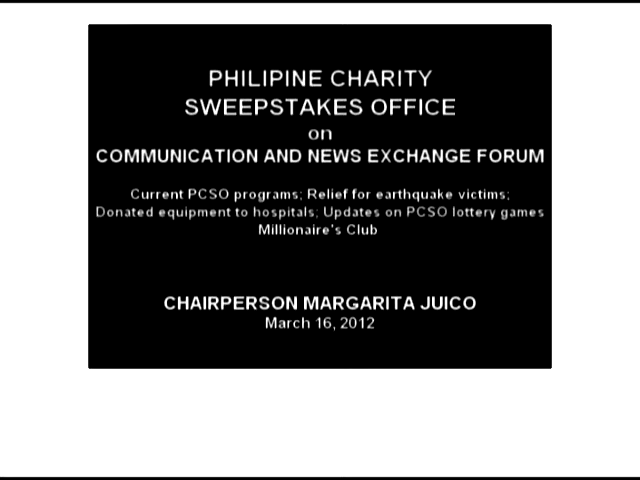 PHILIPINE CHARITY
SWEEPSTAKES OFFICE
on
COMMUNICATION AND NEWS EXCHANGE FORUM
Current PCSO programs; Relief for earthquake victims;
Donated equipment to hospitals; Updates on PCSO lottery games
Millionaire's Club
CHAIRPERSON MARGARITA JUICO
March 16, 2012